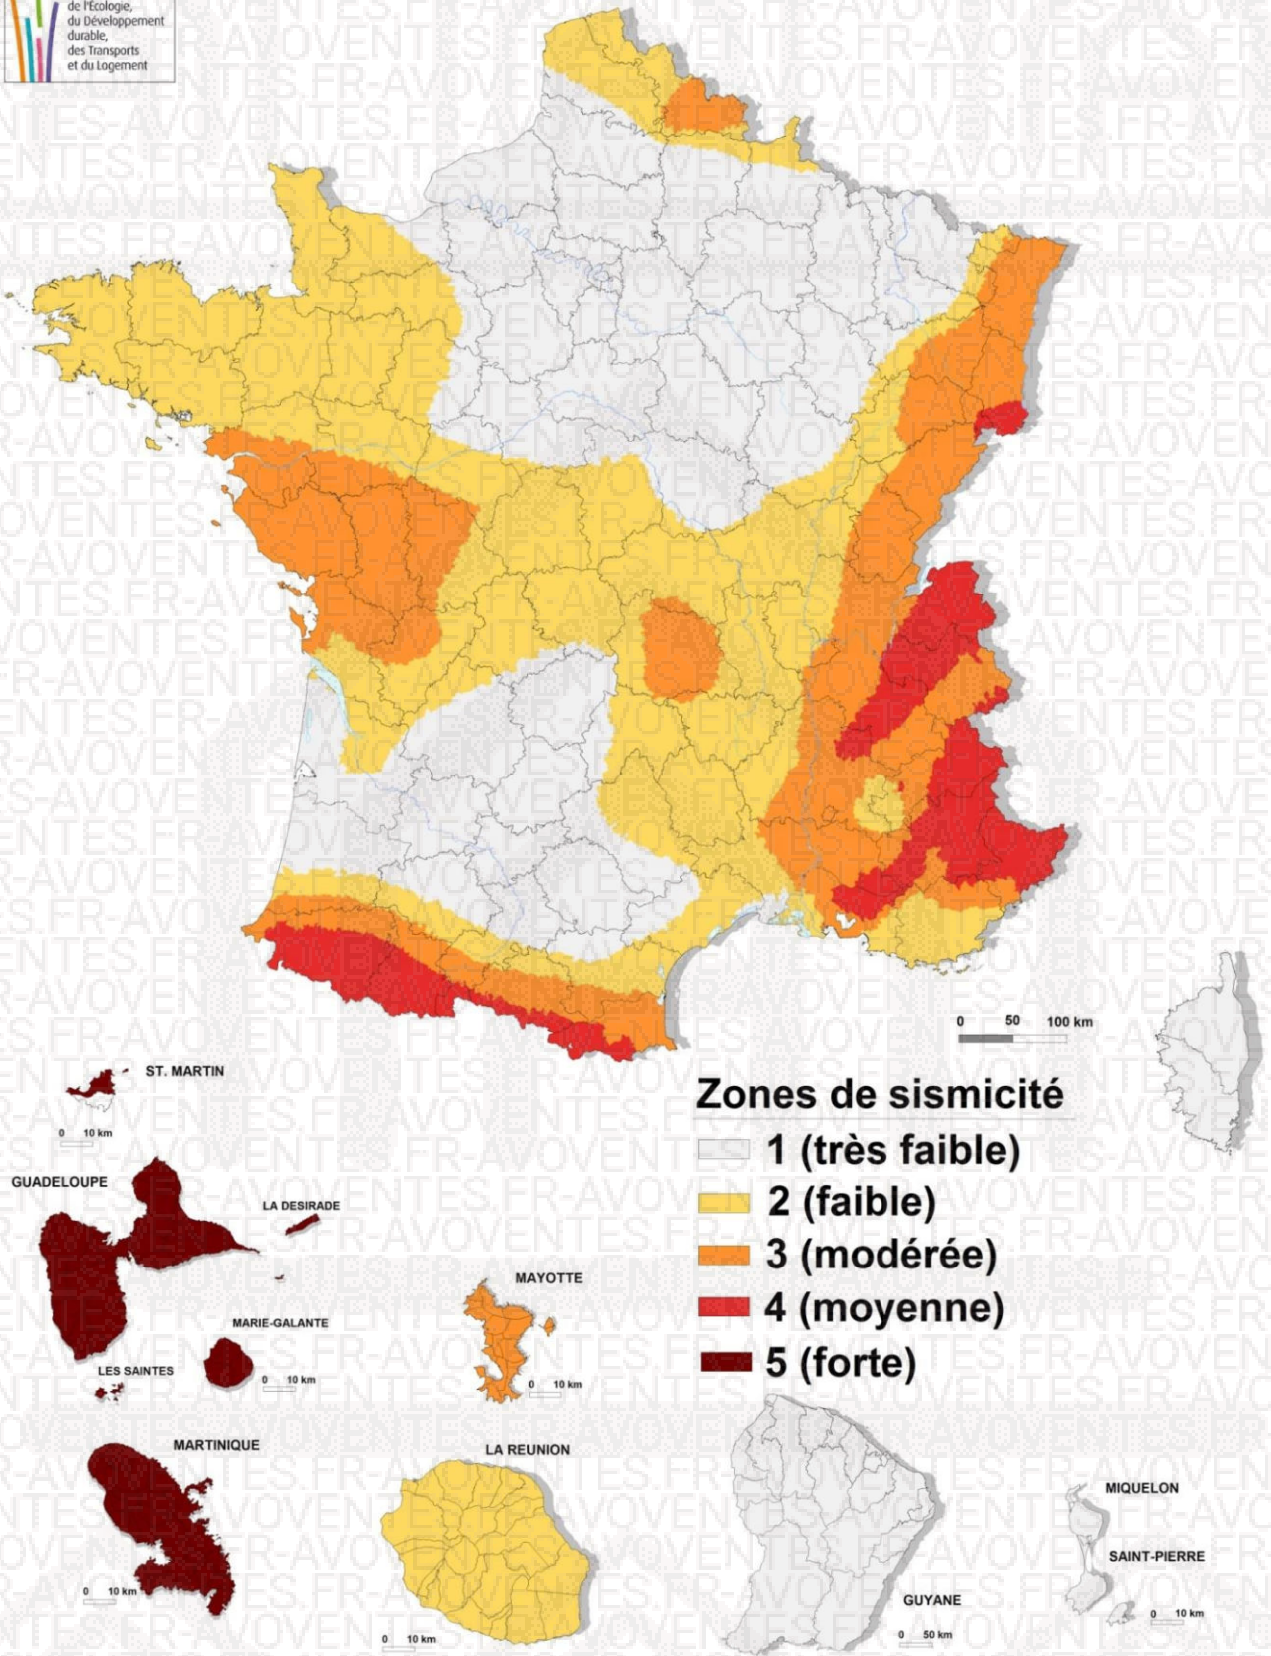 de l'Écologie,
du Développement
durable,
des Transports
et du Logement
0 50 100 km
ST. MARTIN
0 10 km
GUADELOUPE
LA DESIRADE
MARIE-GALANTE
0 10 km
LES SAINTES
MAYOTTE
0 10 km
Zones de sismicité
1 (très faible)
2 (faible)
3 (modérée)
4 (moyenne)
5 (forte)
MARTINIQUE
0 10 km
LA REUNION
0 10 km
GUYANE
0 50 km
MIQUELON
SAINT-PIERRE
0 10 km